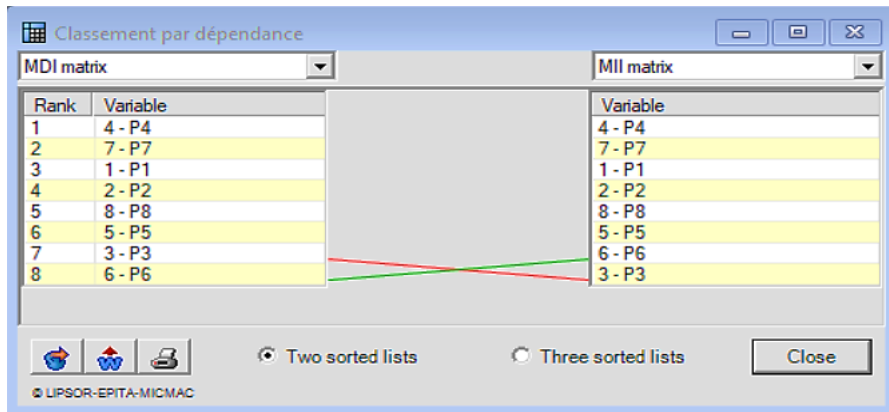 Classement par dépendance
MDI matrix MII matrix
Rank Variable Variable
1 4 - P4 4 - P4
2 7 - P7 7 - P7
3 1 - P1 1 - P1
4 2 - P2 2 - P2
5 8 - P8 8 - P8
6 5 - P5 5 - P5
7 3 - P3 6 - P6
8 6 - P6 3 - P3
Two sorted lists Three sorted lists Close
© LIPSOR-EPITA-MICMAC